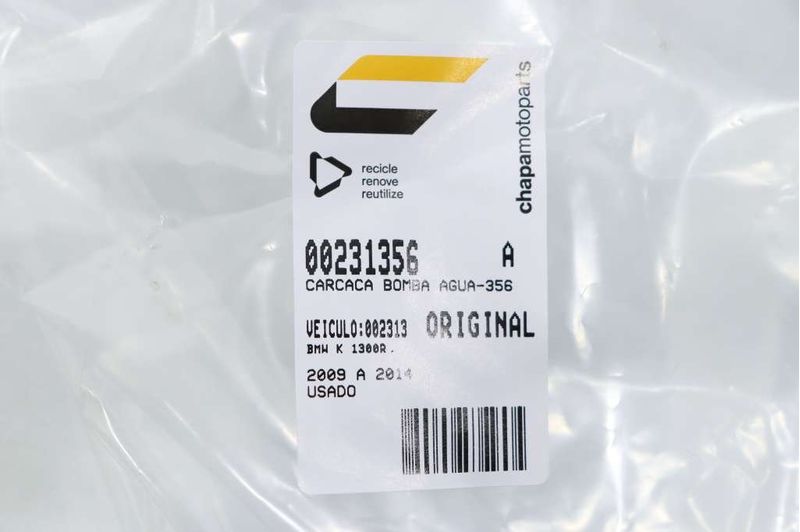 chapamotoparts
recicle
renove
reutilize
00231356 A
CARCACA BOMBA AGUA-356
VEICULO:002313 ORIGINAL
BMW K 1300R.
2009 A 2014
USADO